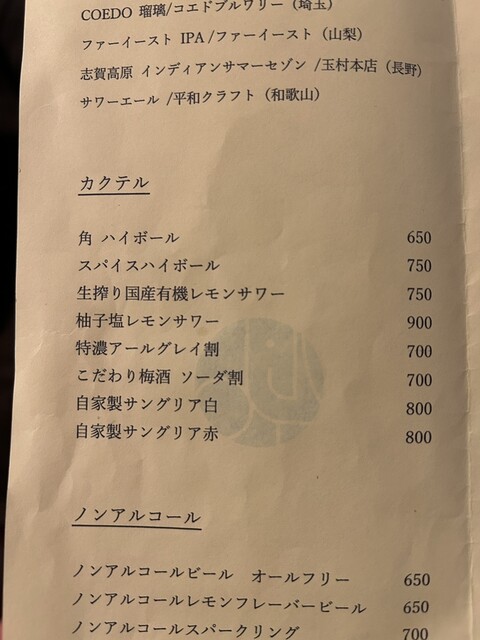 COEDO 瑠璃/コエドブルワリー（埼玉）
ファーイースト IPA /ファーイースト（山梨）
志賀高原 インディアンサマーセゾン /玉村本店（長野）
サワーエール /平和クラフト（和歌山）
カクテル
角 ハイボール 650
スパイスハイボール 750
生搾り国産有機レモンサワー 750
柚子塩レモンサワー 900
特濃アールグレイ割 700
こだわり梅酒 ソーダ割 700
自家製サングリア白 800
自家製サングリア赤 800
ノンアルコール
ノンアルコールビール　オールフリー 650
ノンアルコールレモンフレーバービール 650
ノンアルコールスパークリング 700